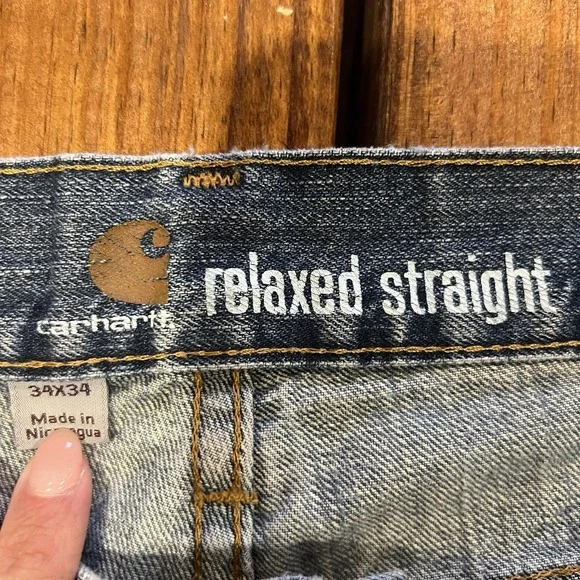 carhartt
relaxed straight
34X34
Made in
Nicaragua